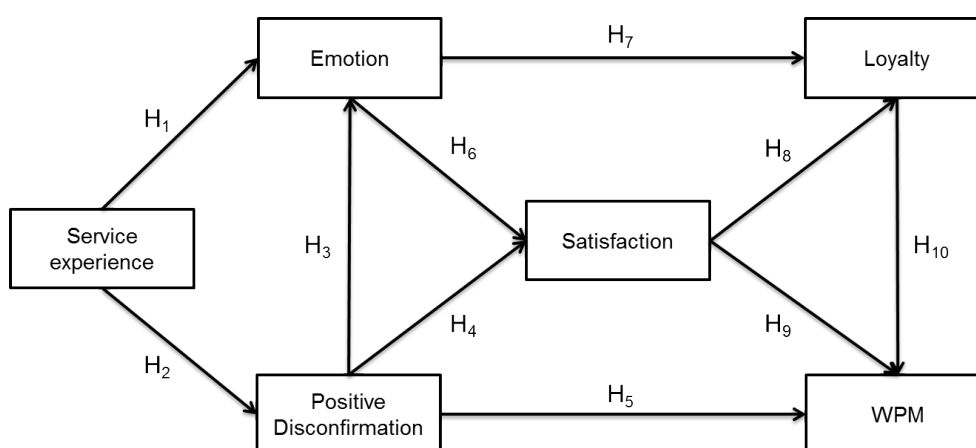 Emotion
H7
Loyalty
H1
H6
H8
Service
experience
H3
Satisfaction
H10
H2
H4
H9
Positive
Disconfirmation
H5
WPM